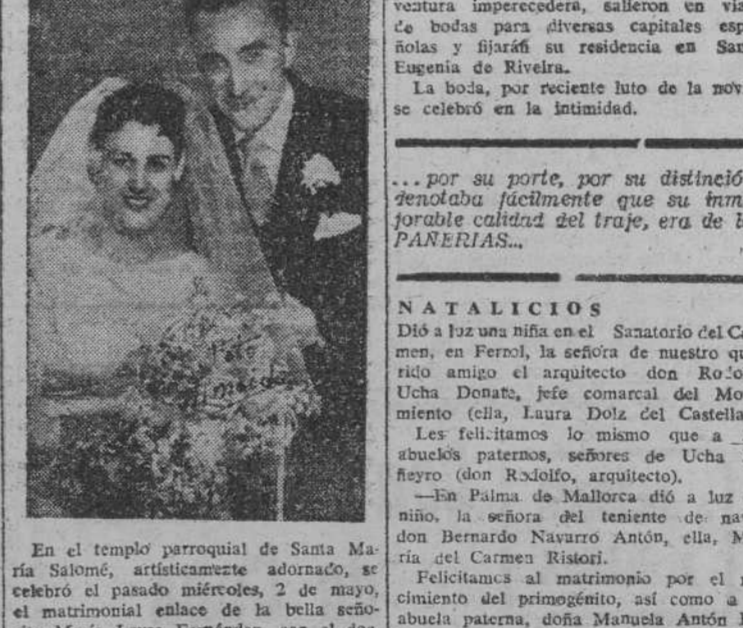 Foto
En el templo parroquial de Santa Ma-
ría Salomé, artísticamezte adornado, se
celebró el pasado miércoles, 2 de mayo,
el matrimonial enlace de la bella seño-
ventura imperecedera, salieron en via
de bodas para diversas capitales esp
ñolas y fijarán su residencia en San
Eugenia de Riveira.
La boda, por reciente luto de la nov
se celebró en la intimidad.
...por su porte, por su distinció
denotaba fácilmente que su inm
jorable calidad del traje, era de l
PAÑERIAS...
NATALICIOS
Dió a luz una niña en el Sanatorio del Ca
men, en Ferrol, la señora de nuestro qu
rido amigo el arquitecto don Rodo
Ucha Donate, jefe comarcal del Mo
miento (ella, Laura Dolz del Castella
Les felicitamos lo mismo que a
abuelos paternos, señores de Ucha
ñeyro (don Rodolfo, arquitecto).
—En Palma de Mallorca dió a luz
niño, la señora del teniente de na
don Bernardo Navarro Antón, ella, M
ría del Carmen Ristori.
Felicitamos al matrimonio por el
cimiento del primogénito, así como a
abuela paterna, doña Manuela Antón